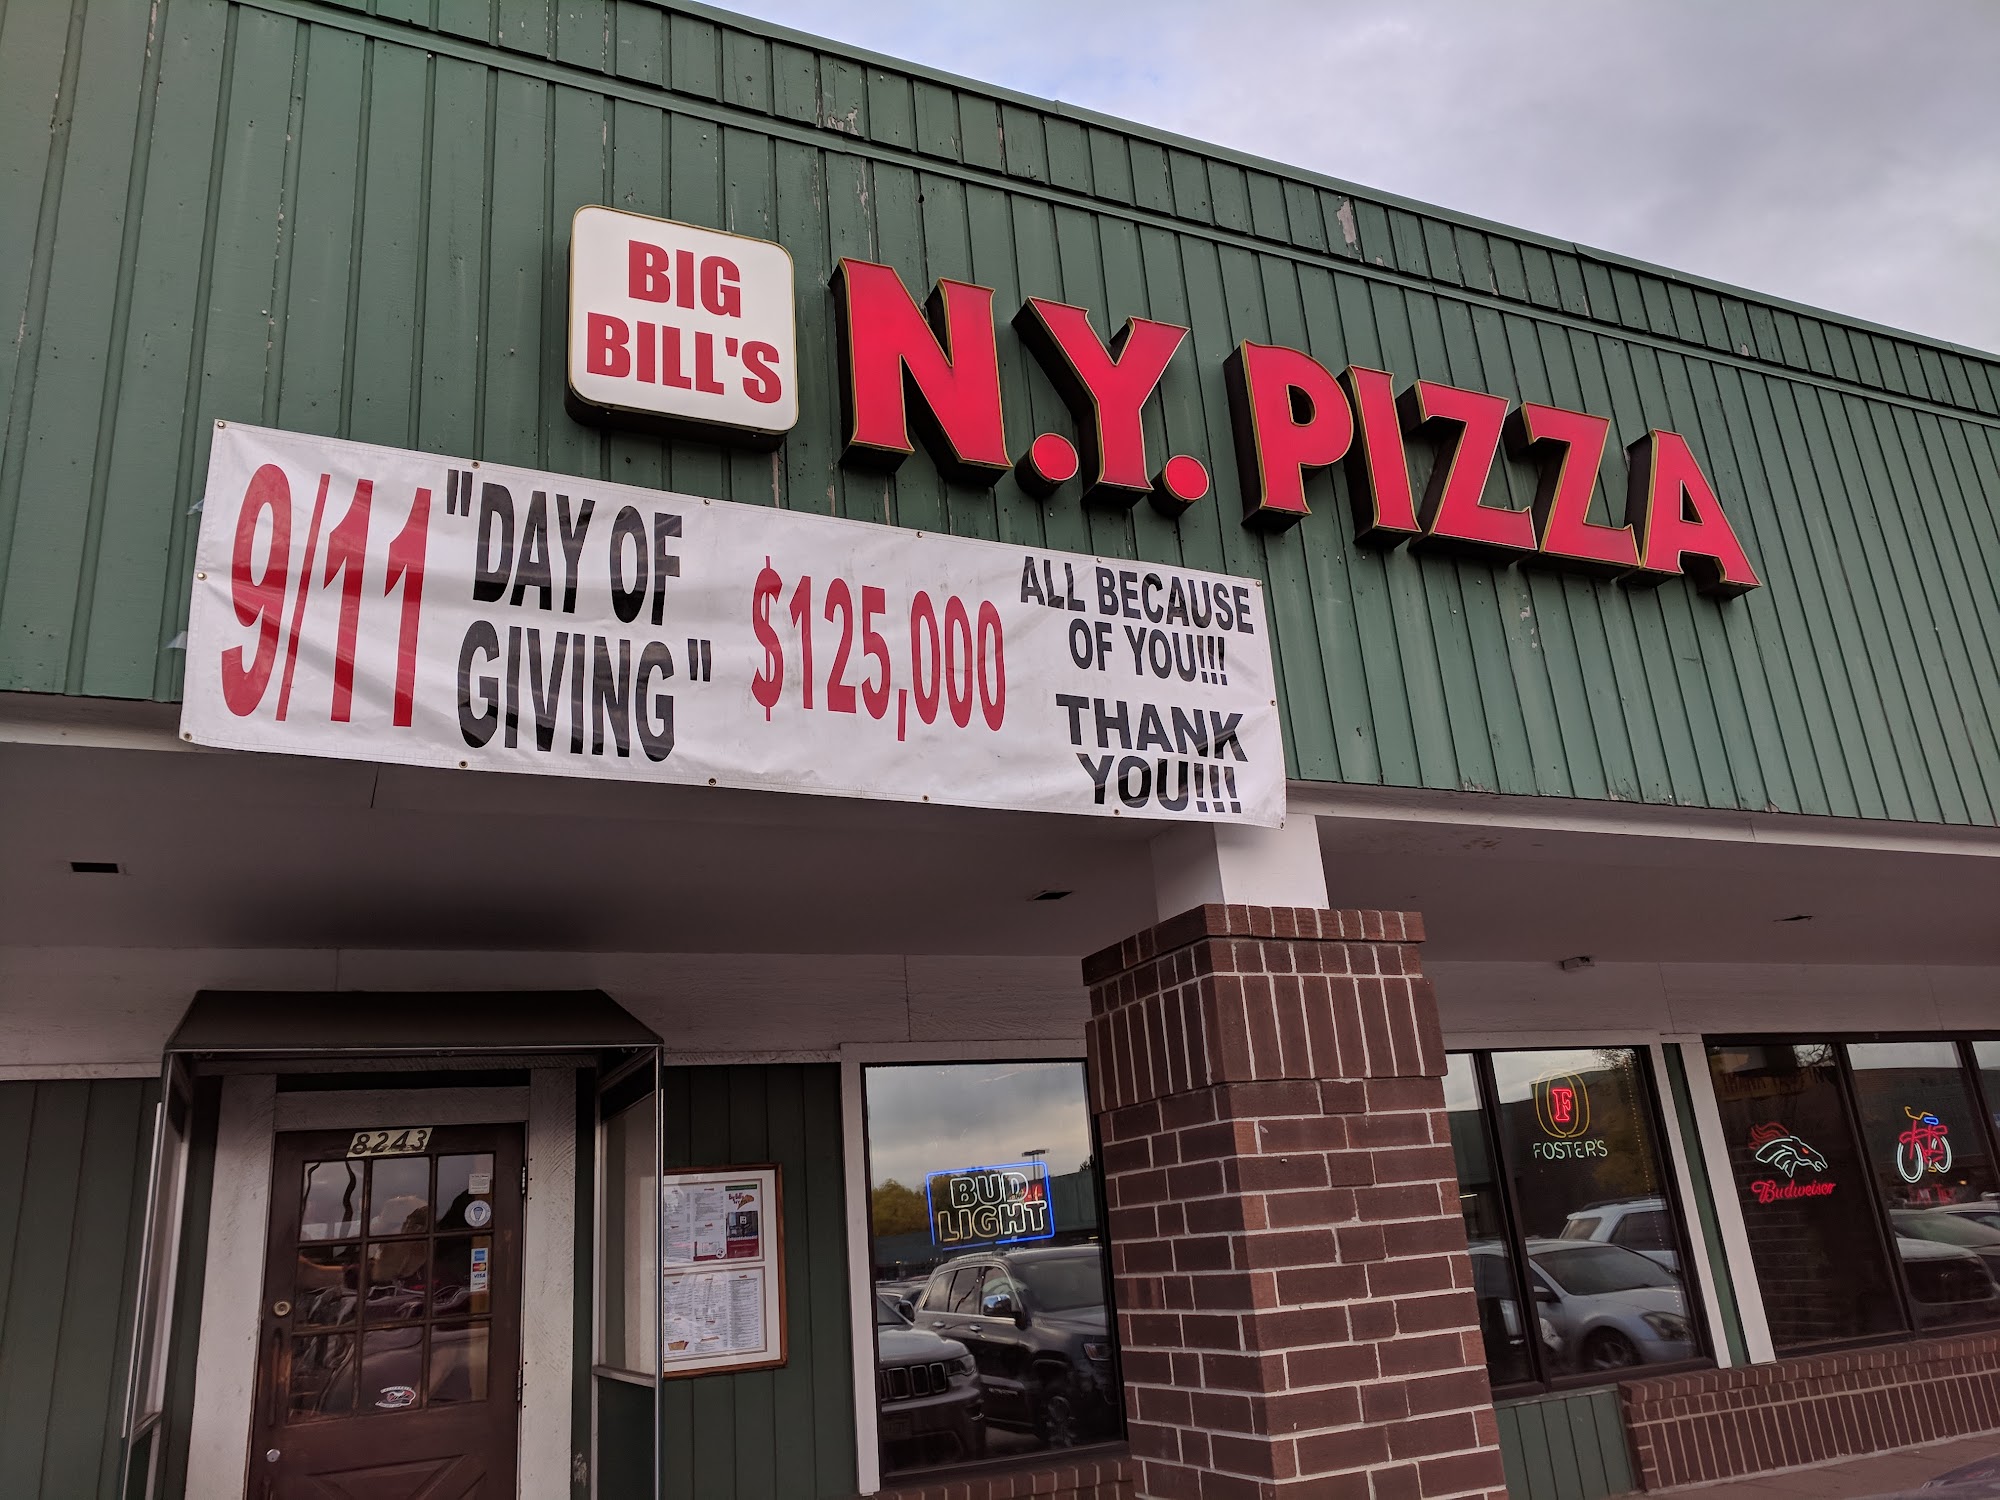 BIG
BILL'S
N.Y. PIZZA
9/11
"DAY OF
GIVING"
$125,000
ALL BECAUSE
OF YOU!!!
THANK
YOU!!!
8243
VISA
BUD
LIGHT
F
FOSTER'S
Budweiser